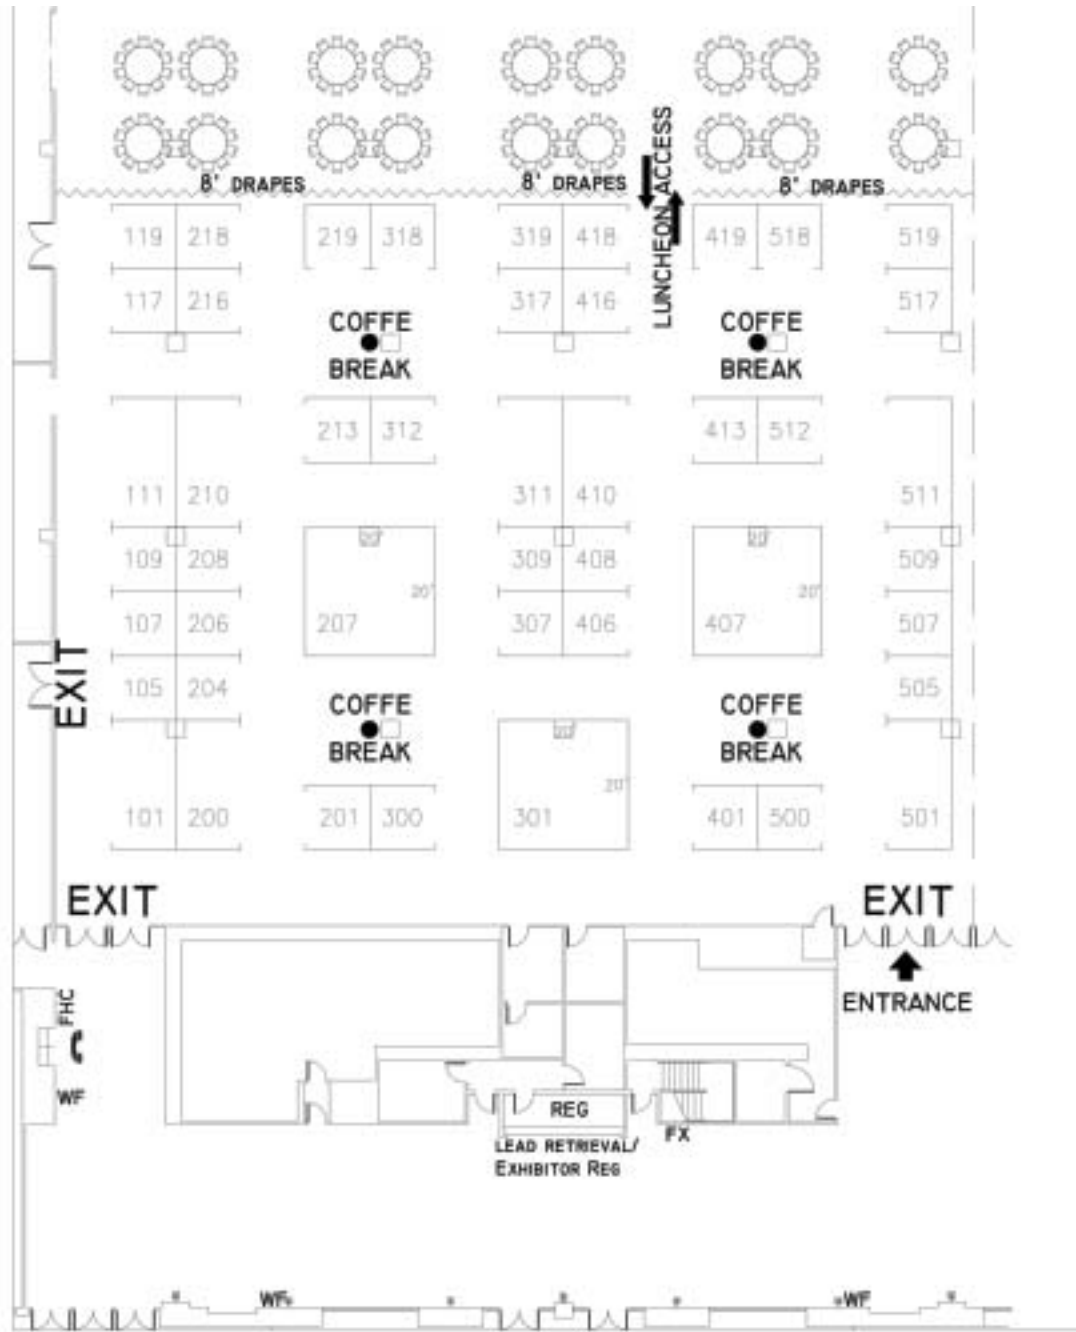 8' DRAPES 8' DRAPES 8' DRAPES
LUNCHEON ACCESS
119 218 219 318 319 418 419 518 519
117 216 317 416 517
COFFE COFFE
BREAK BREAK
213 312 413 512
111 210 311 410 511
20' 20'
109 208 309 408 509
20' 20'
107 206 207 307 406 407 507
EXIT
105 204 505
COFFE COFFE
BREAK BREAK
20'
20'
101 200 201 300 301 401 500 501
EXIT EXIT
ENTRANCE
FHC
WF
REG
FX
LEAD RETRIEVAL/
EXHIBITOR REG
WF WF